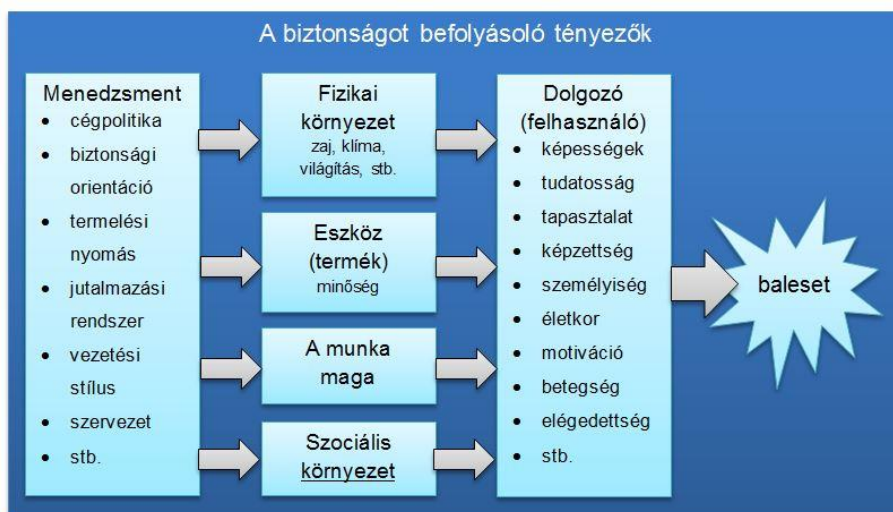 A biztonságot befolyásoló tényezők
Menedzsment
• cégpolitika
• biztonsági
orientáció
• termelési
nyomás
• jutalmazási
rendszer
• vezetési
stílus
• szervezet
• stb.
Fizikai
környezet
zaj, klíma,
világítás, stb.
Eszköz
(termék)
minőség
A munka
maga
Szociális
környezet
Dolgozó
(felhasználó)
• képességek
• tudatosság
• tapasztalat
• képzettség
• személyiség
• életkor
• motiváció
• betegség
• elégedettség
• stb.
baleset